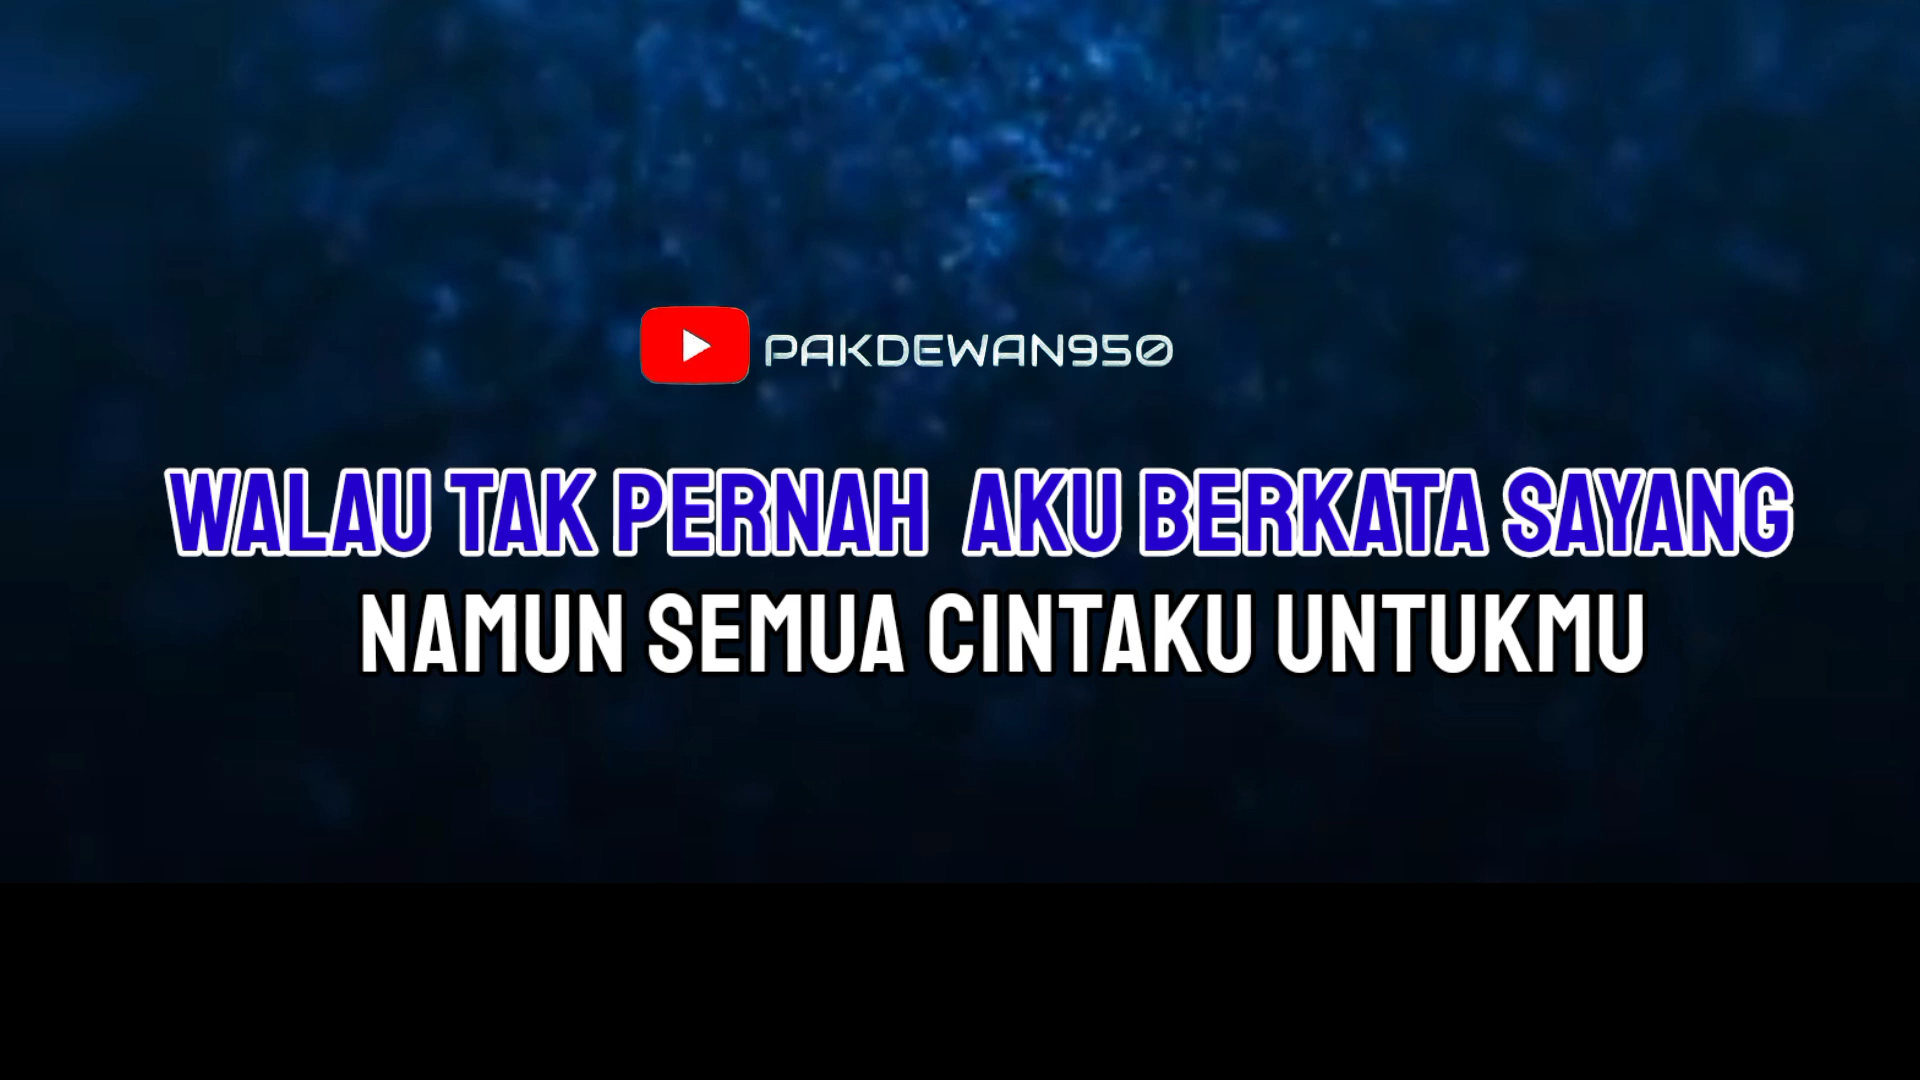 PAKDEWAN950
WALAU TAK PERNAH AKU BERKATA SAYANG
NAMUN SEMUA CINTAKU UNTUKMU